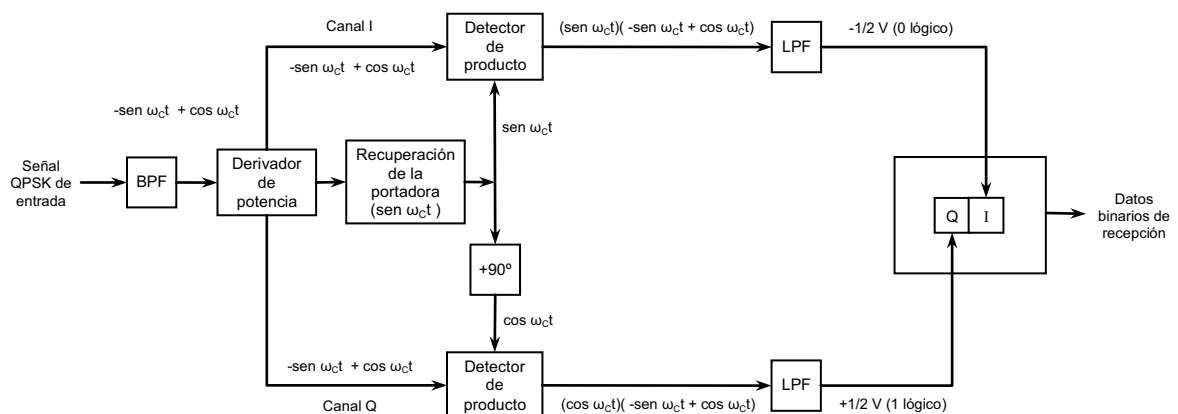 Canal I
Detector
de
producto
(sen ωCt)( -sen ωCt + cos ωCt)
LPF
-1/2 V (0 lógico)
-sen ωCt + cos ωCt
-sen ωCt + cos ωCt
sen ωCt
Señal
QPSK de
entrada
BPF
Derivador
de
potencia
Recuperación
de la
portadora
(sen ωCt )
Q I
Datos
binarios de
recepción
+90º
cos ωCt
-sen ωCt + cos ωCt
Canal Q
Detector
de
producto
(cos ωCt)( -sen ωCt + cos ωCt)
LPF
+1/2 V (1 lógico)